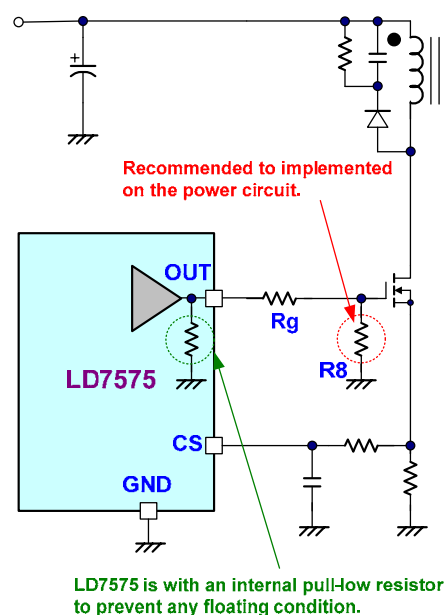 +
Recommended to implemented
on the power circuit.
OUT
Rg
R8
LD7575
CS
GND
LD7575 is with an internal pull-low resistor
to prevent any floating condition.